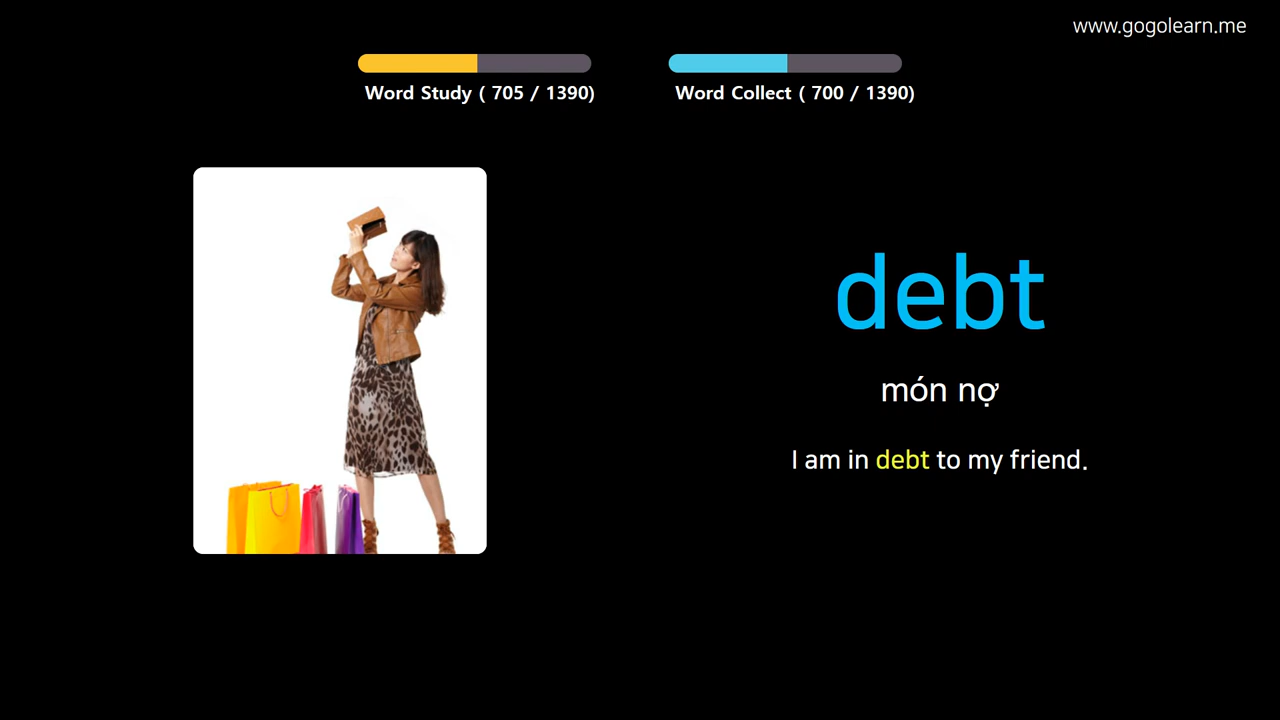 www.gogolearn.me
Word Study ( 705 / 1390)
Word Collect ( 700 / 1390)
debt
món nợ
I am in debt to my friend.